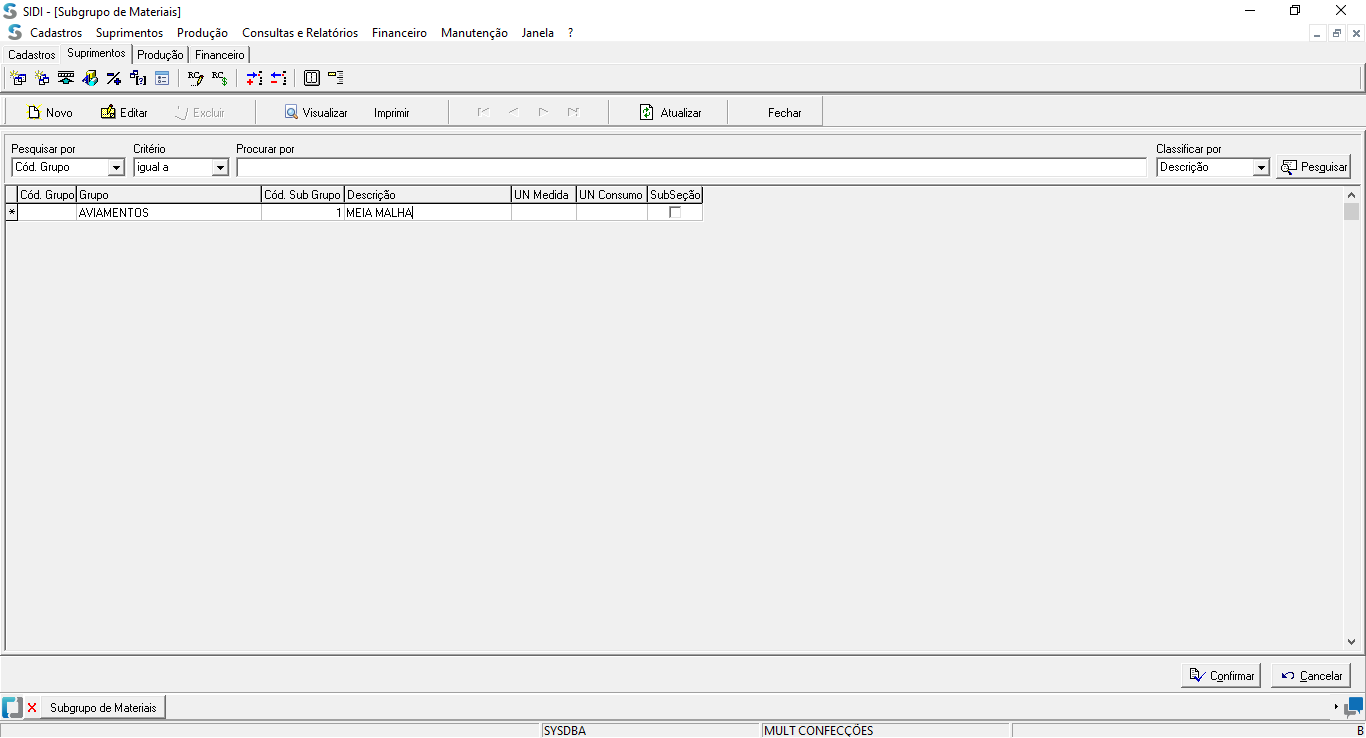 SIDI - [Subgrupo de Materiais]
Cadastros Suprimentos Produção Consultas e Relatórios Financeiro Manutenção Janela ?
Cadastros Suprimentos Produção Financeiro
Novo Editar Excluir Visualizar Imprimir Atualizar Fechar
Pesquisar por Critério Procurar por Classificar por
Cód. Grupo igual a Descrição Pesquisar
Cód. Grupo Grupo Cód. Sub Grupo Descrição UN Medida UN Consumo SubSeção
* AVIAMENTOS 1 MEIA MALHA
Confirmar Cancelar
Subgrupo de Materiais
SYSDBA MULT CONFECÇÕES B